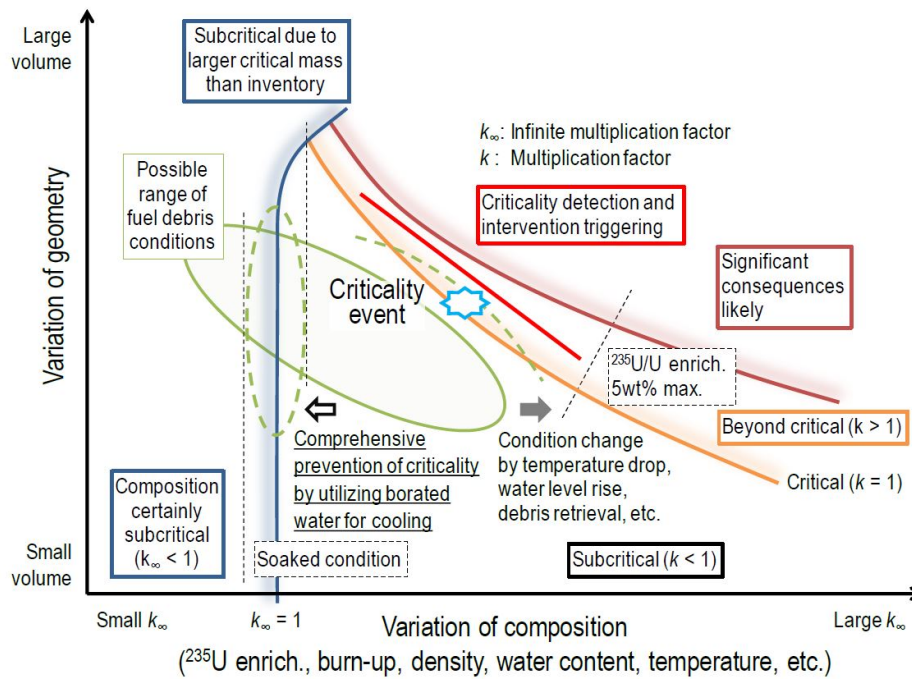 Large
volume
Subcritical due to
larger critical mass
than inventory
k∞: Infinite multiplication factor
k : Multiplication factor
Possible
range of
fuel debris
conditions
Criticality detection and
intervention triggering
Variation of geometry
Criticality
event
Significant
consequences
likely
²³⁵U/U enrich.
5wt% max.
Beyond critical (k > 1)
Comprehensive
prevention of criticality
by utilizing borated
water for cooling
Condition change
by temperature drop,
water level rise,
debris retrieval, etc.
Critical (k = 1)
Composition
certainly
subcritical
(k∞ < 1)
Small
volume
Soaked condition
Subcritical (k < 1)
Small k∞
k∞ = 1
Variation of composition
Large k∞
(²³⁵U enrich., burn-up, density, water content, temperature, etc.)